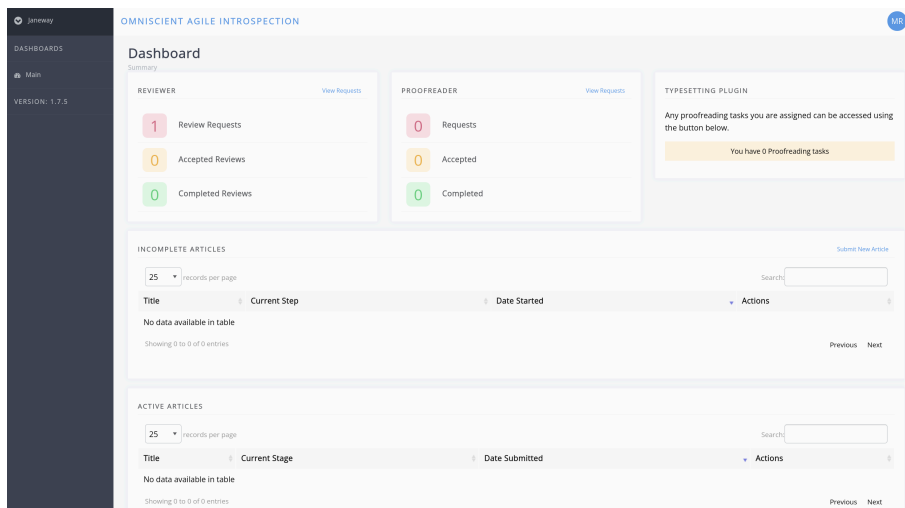 Janeway
OMNISCIENT AGILE INTROSPECTION
MR
DASHBOARDS
Main
VERSION: 1.7.5
Dashboard
Summary
REVIEWER
View Requests
1 Review Requests
0 Accepted Reviews
0 Completed Reviews
PROOFREADER
View Requests
0 Requests
0 Accepted
0 Completed
TYPESETTING PLUGIN
Any proofreading tasks you are assigned can be accessed using
the button below.
You have 0 Proofreading tasks
INCOMPLETE ARTICLES
Submit New Article
25 records per page
Search:
Title Current Step Date Started Actions
No data available in table
Showing 0 to 0 of 0 entries
Previous Next
ACTIVE ARTICLES
25 records per page
Search:
Title Current Stage Date Submitted Actions
No data available in table
Showing 0 to 0 of 0 entries
Previous Next